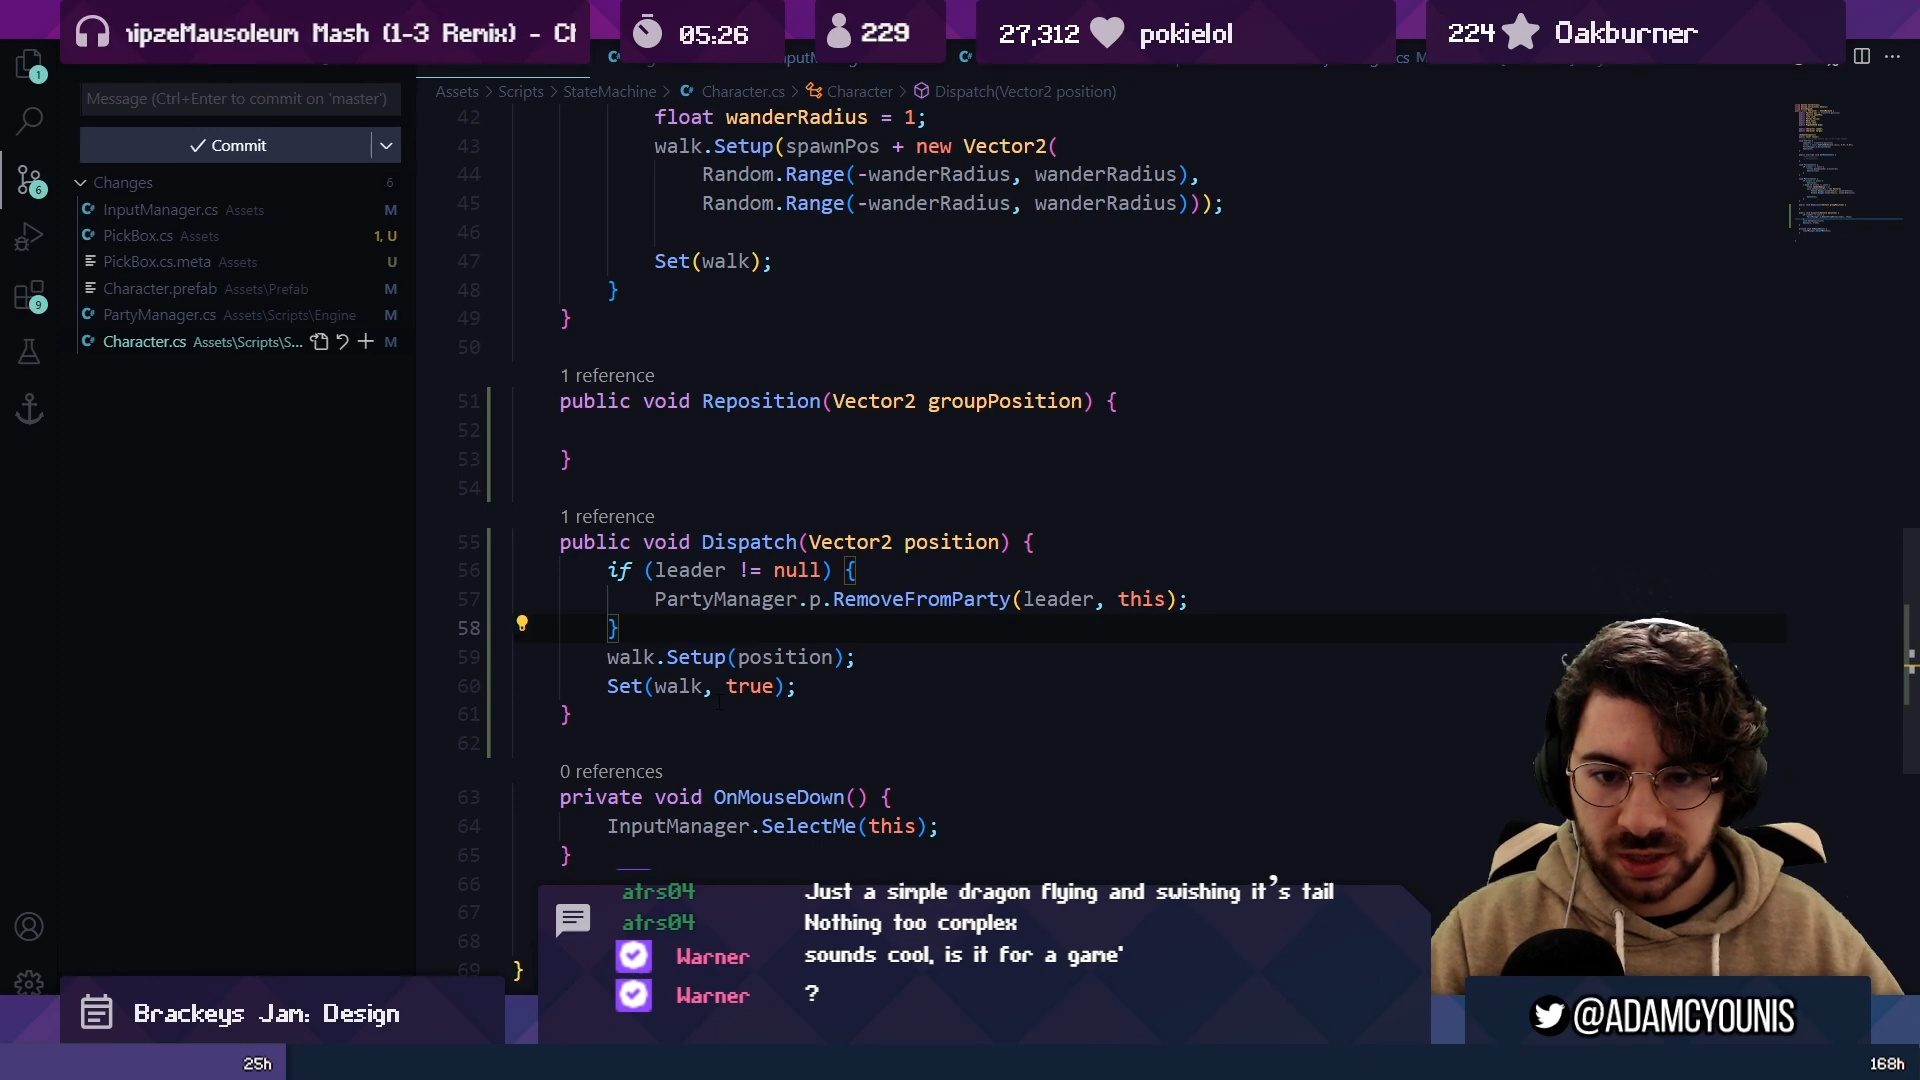 nipzeMausoleum Mash (1-3 Remix) - Ch
05:26
229
27,312 pokielol
224 Oakburner
1
Message (Ctrl+Enter to commit on 'master')
Commit
Changes 6
InputManager.cs Assets M
PickBox.cs Assets 1, U
PickBox.cs.meta Assets U
Character.prefab Assets\Prefab M
PartyManager.cs Assets\Scripts\Engine M
Character.cs Assets\Scripts\S... M
6
9
Assets > Scripts > StateMachine > Character.cs > Character > Dispatch(Vector2 position)
42 float wanderRadius = 1;
43 walk.Setup(spawnPos + new Vector2(
44 Random.Range(-wanderRadius, wanderRadius),
45 Random.Range(-wanderRadius, wanderRadius)));
46
47 Set(walk);
48 }
49 }
50
1 reference
51 public void Reposition(Vector2 groupPosition) {
52
53 }
54
1 reference
55 public void Dispatch(Vector2 position) {
56 if (leader != null) {
57 PartyManager.p.RemoveFromParty(leader, this);
58 }
59 walk.Setup(position);
60 Set(walk, true);
61 }
62
0 references
63 private void OnMouseDown() {
64 InputManager.SelectMe(this);
65 }
66
67
68
69 }
atrs04 Just a simple dragon flying and swishing it's tail
atrs04 Nothing too complex
Warner sounds cool, is it for a game'
Warner ?
Brackeys Jam: Design
@ADAMCYOUNIS
25h
168h